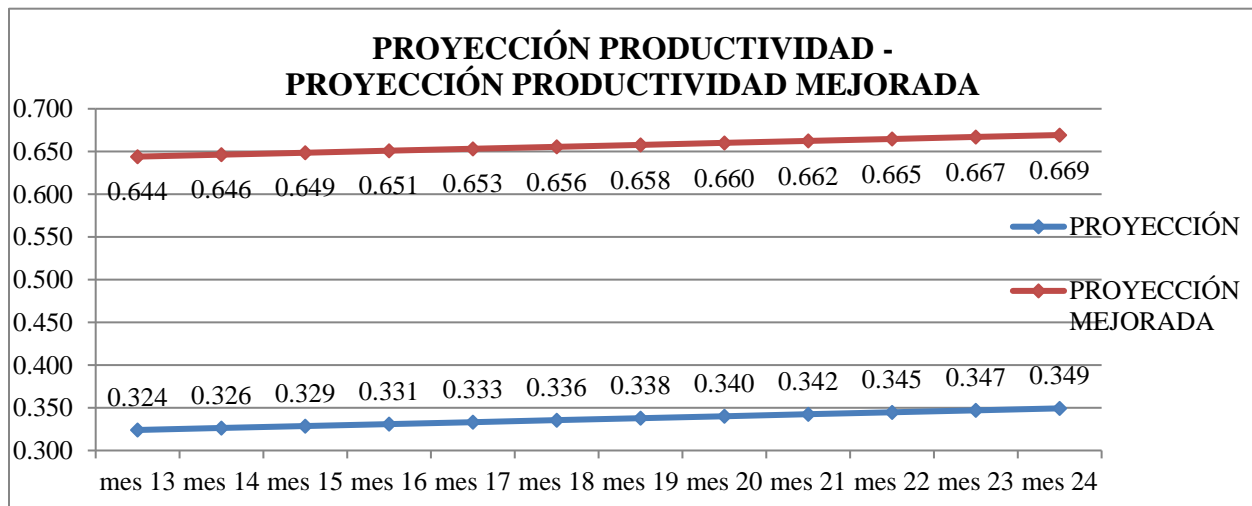 PROYECCIÓN PRODUCTIVIDAD -
PROYECCIÓN PRODUCTIVIDAD MEJORADA
0.700
0.650
0.600
0.550
0.500
0.450
0.400
0.350
0.300
0.644 0.646 0.649 0.651 0.653 0.656 0.658 0.660 0.662 0.665 0.667 0.669
0.324 0.326 0.329 0.331 0.333 0.336 0.338 0.340 0.342 0.345 0.347 0.349
mes 13 mes 14 mes 15 mes 16 mes 17 mes 18 mes 19 mes 20 mes 21 mes 22 mes 23 mes 24
PROYECCIÓN
PROYECCIÓN
MEJORADA